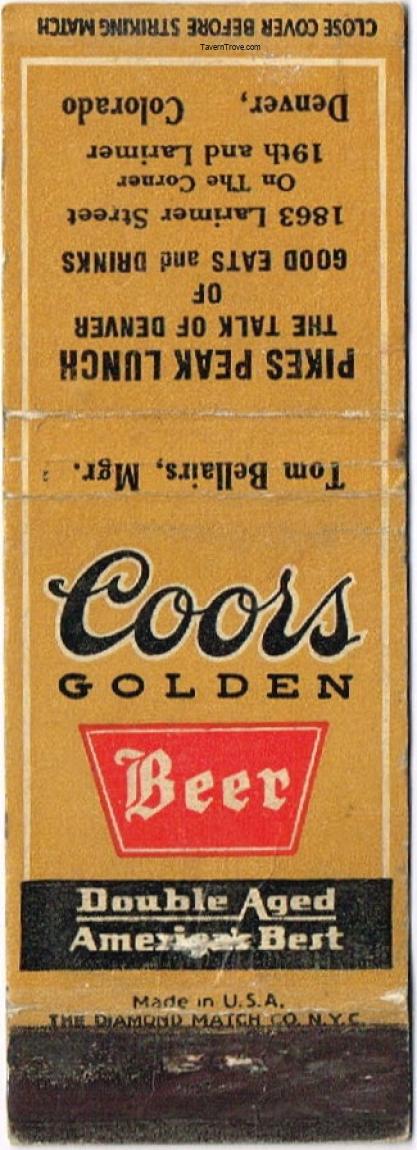 CLOSE COVER BEFORE STRIKING MATCH
TavernTrove.com
PIKES PEAK LUNCH
THE TALK OF DENVER
OF
GOOD EATS and DRINKS
1863 Larimer Street
On The Corner
19th and Larimer
Denver, Colorado
Tom Bellairs, Mgr.
Coors
GOLDEN
Beer
Double Aged
America's Best
Made in U.S.A.
THE DIAMOND MATCH CO. N.Y.C.